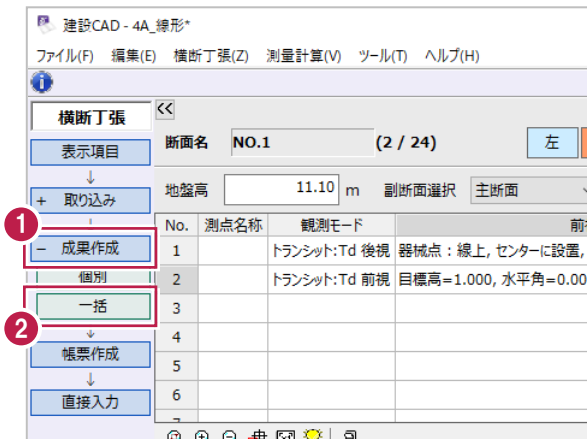 建設CAD - 4A_線形*
ファイル(F) 編集(E) 横断丁張(Z) 測量計算(V) ツール(T) ヘルプ(H)
横断丁張
断面名 NO.1 (2 / 24) 左
表示項目
地盤高 11.10 m 副断面選択 主断面
+ 取り込み
No. 測点名称 観測モード
1
- 成果作成
1 トランシット:Td 後視 器械点：線上, センターに設置,
個別
2 トランシット:Td 前視 目標高=1.000, 水平角=0.00
一括
3
2
4
帳票作成
5
直接入力
6